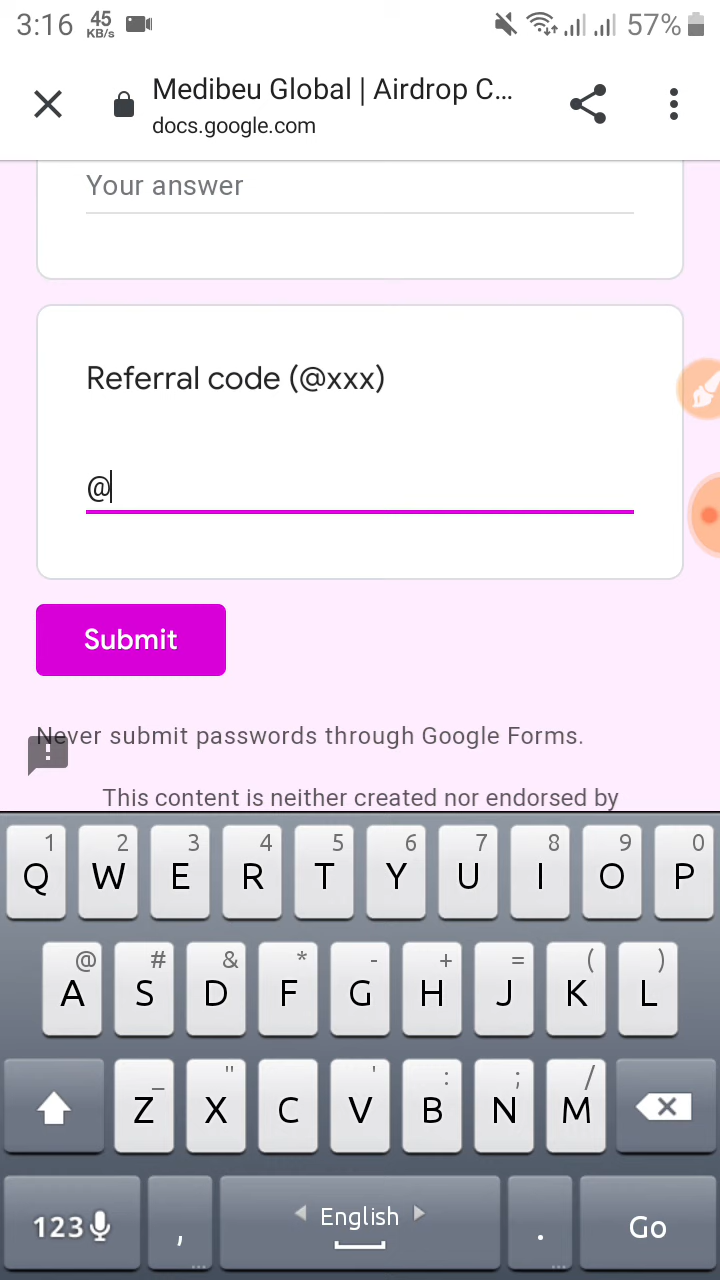 3:16 45 KB/s 57%
Medibeu Global | Airdrop C...
docs.google.com
Your answer
Referral code (@xxx)
@
Submit
Never submit passwords through Google Forms.
This content is neither created nor endorsed by
1 2 3 4 5 6 7 8 9 0
Q W E R T Y U I O P
@ # & * - + = ( )
A S D F G H J K L
_ " ' : ; /
Z X C V B N M
123 , English . Go